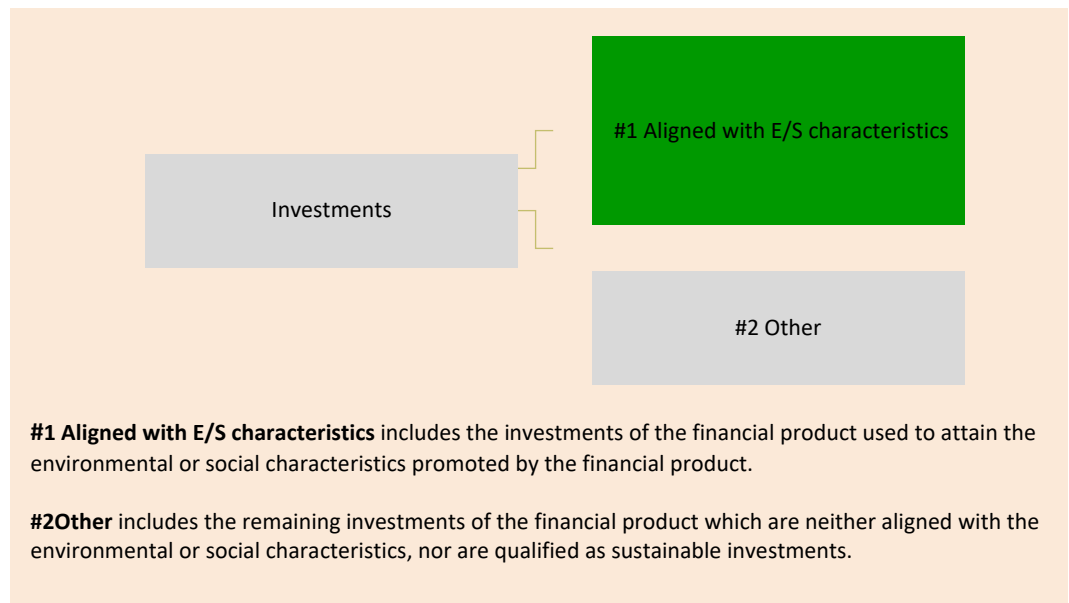 #1 Aligned with E/S characteristics
Investments
#2 Other
#1 Aligned with E/S characteristics includes the investments of the financial product used to attain the
environmental or social characteristics promoted by the financial product.
#2Other includes the remaining investments of the financial product which are neither aligned with the
environmental or social characteristics, nor are qualified as sustainable investments.